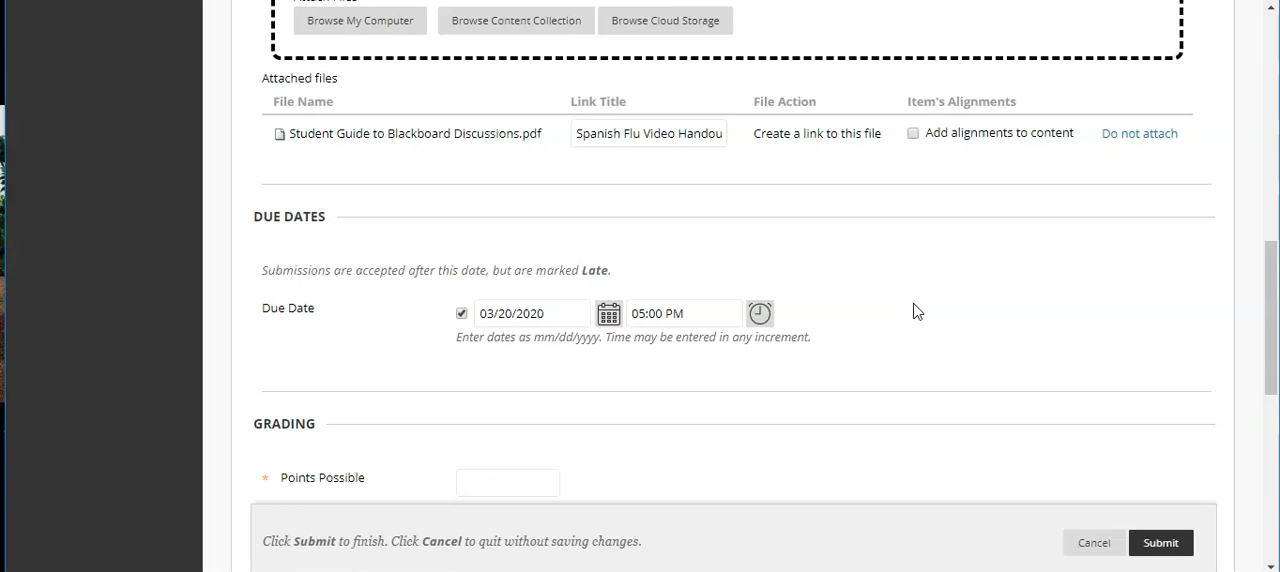 Browse My Computer Browse Content Collection Browse Cloud Storage
Attached files
File Name Link Title File Action Item's Alignments
Student Guide to Blackboard Discussions.pdf Spanish Flu Video Handou Create a link to this file Add alignments to content Do not attach
DUE DATES
Submissions are accepted after this date, but are marked Late.
Due Date 03/20/2020 05:00 PM
Enter dates as mm/dd/yyyy. Time may be entered in any increment.
GRADING
* Points Possible
Click Submit to finish. Click Cancel to quit without saving changes. Cancel Submit